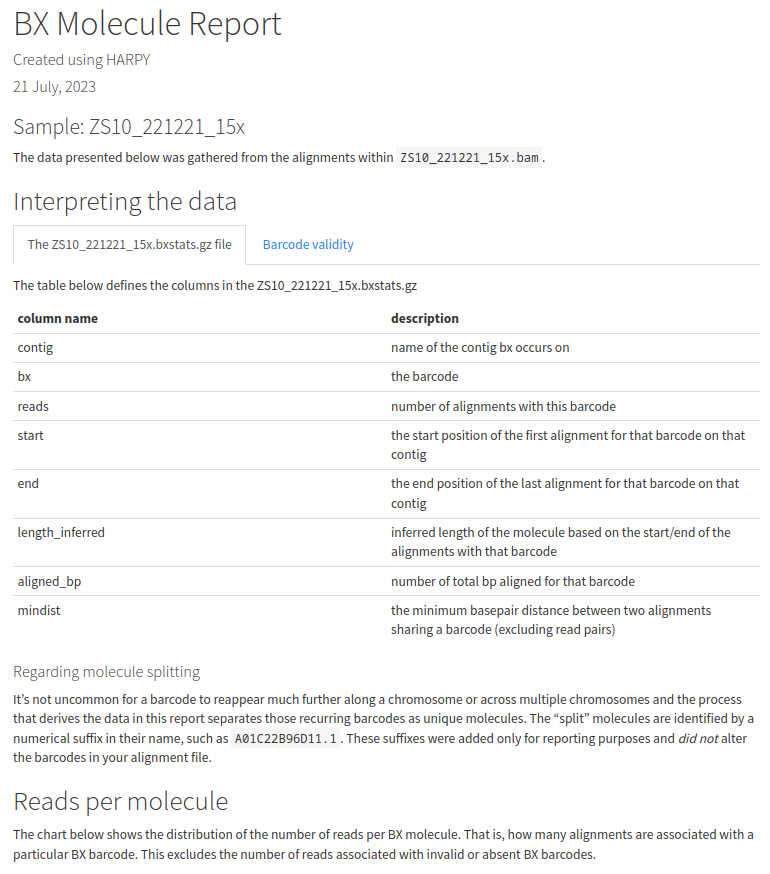 BX Molecule Report
Created using HARPY
21 July, 2023
Sample: ZS10_221221_15x
The data presented below was gathered from the alignments within ZS10_221221_15x.bam .
Interpreting the data
The ZS10_221221_15x.bxstats.gz file Barcode validity
The table below defines the columns in the ZS10_221221_15x.bxstats.gz
column name description
contig name of the contig bx occurs on
bx the barcode
reads number of alignments with this barcode
start the start position of the first alignment for that barcode on that
contig
end the end position of the last alignment for that barcode on that
contig
length_inferred inferred length of the molecule based on the start/end of the
alignments with that barcode
aligned_bp number of total bp aligned for that barcode
mindist the minimum basepair distance between two alignments
sharing a barcode (excluding read pairs)
Regarding molecule splitting
It’s not uncommon for a barcode to reappear much further along a chromosome or across multiple chromosomes and the process
that derives the data in this report separates those recurring barcodes as unique molecules. The “split” molecules are identified by a
numerical suffix in their name, such as A01C22B96D11.1 . These suffixes were added only for reporting purposes and did not alter
the barcodes in your alignment file.
Reads per molecule
The chart below shows the distribution of the number of reads per BX molecule. That is, how many alignments are associated with a
particular BX barcode. This excludes the number of reads associated with invalid or absent BX barcodes.